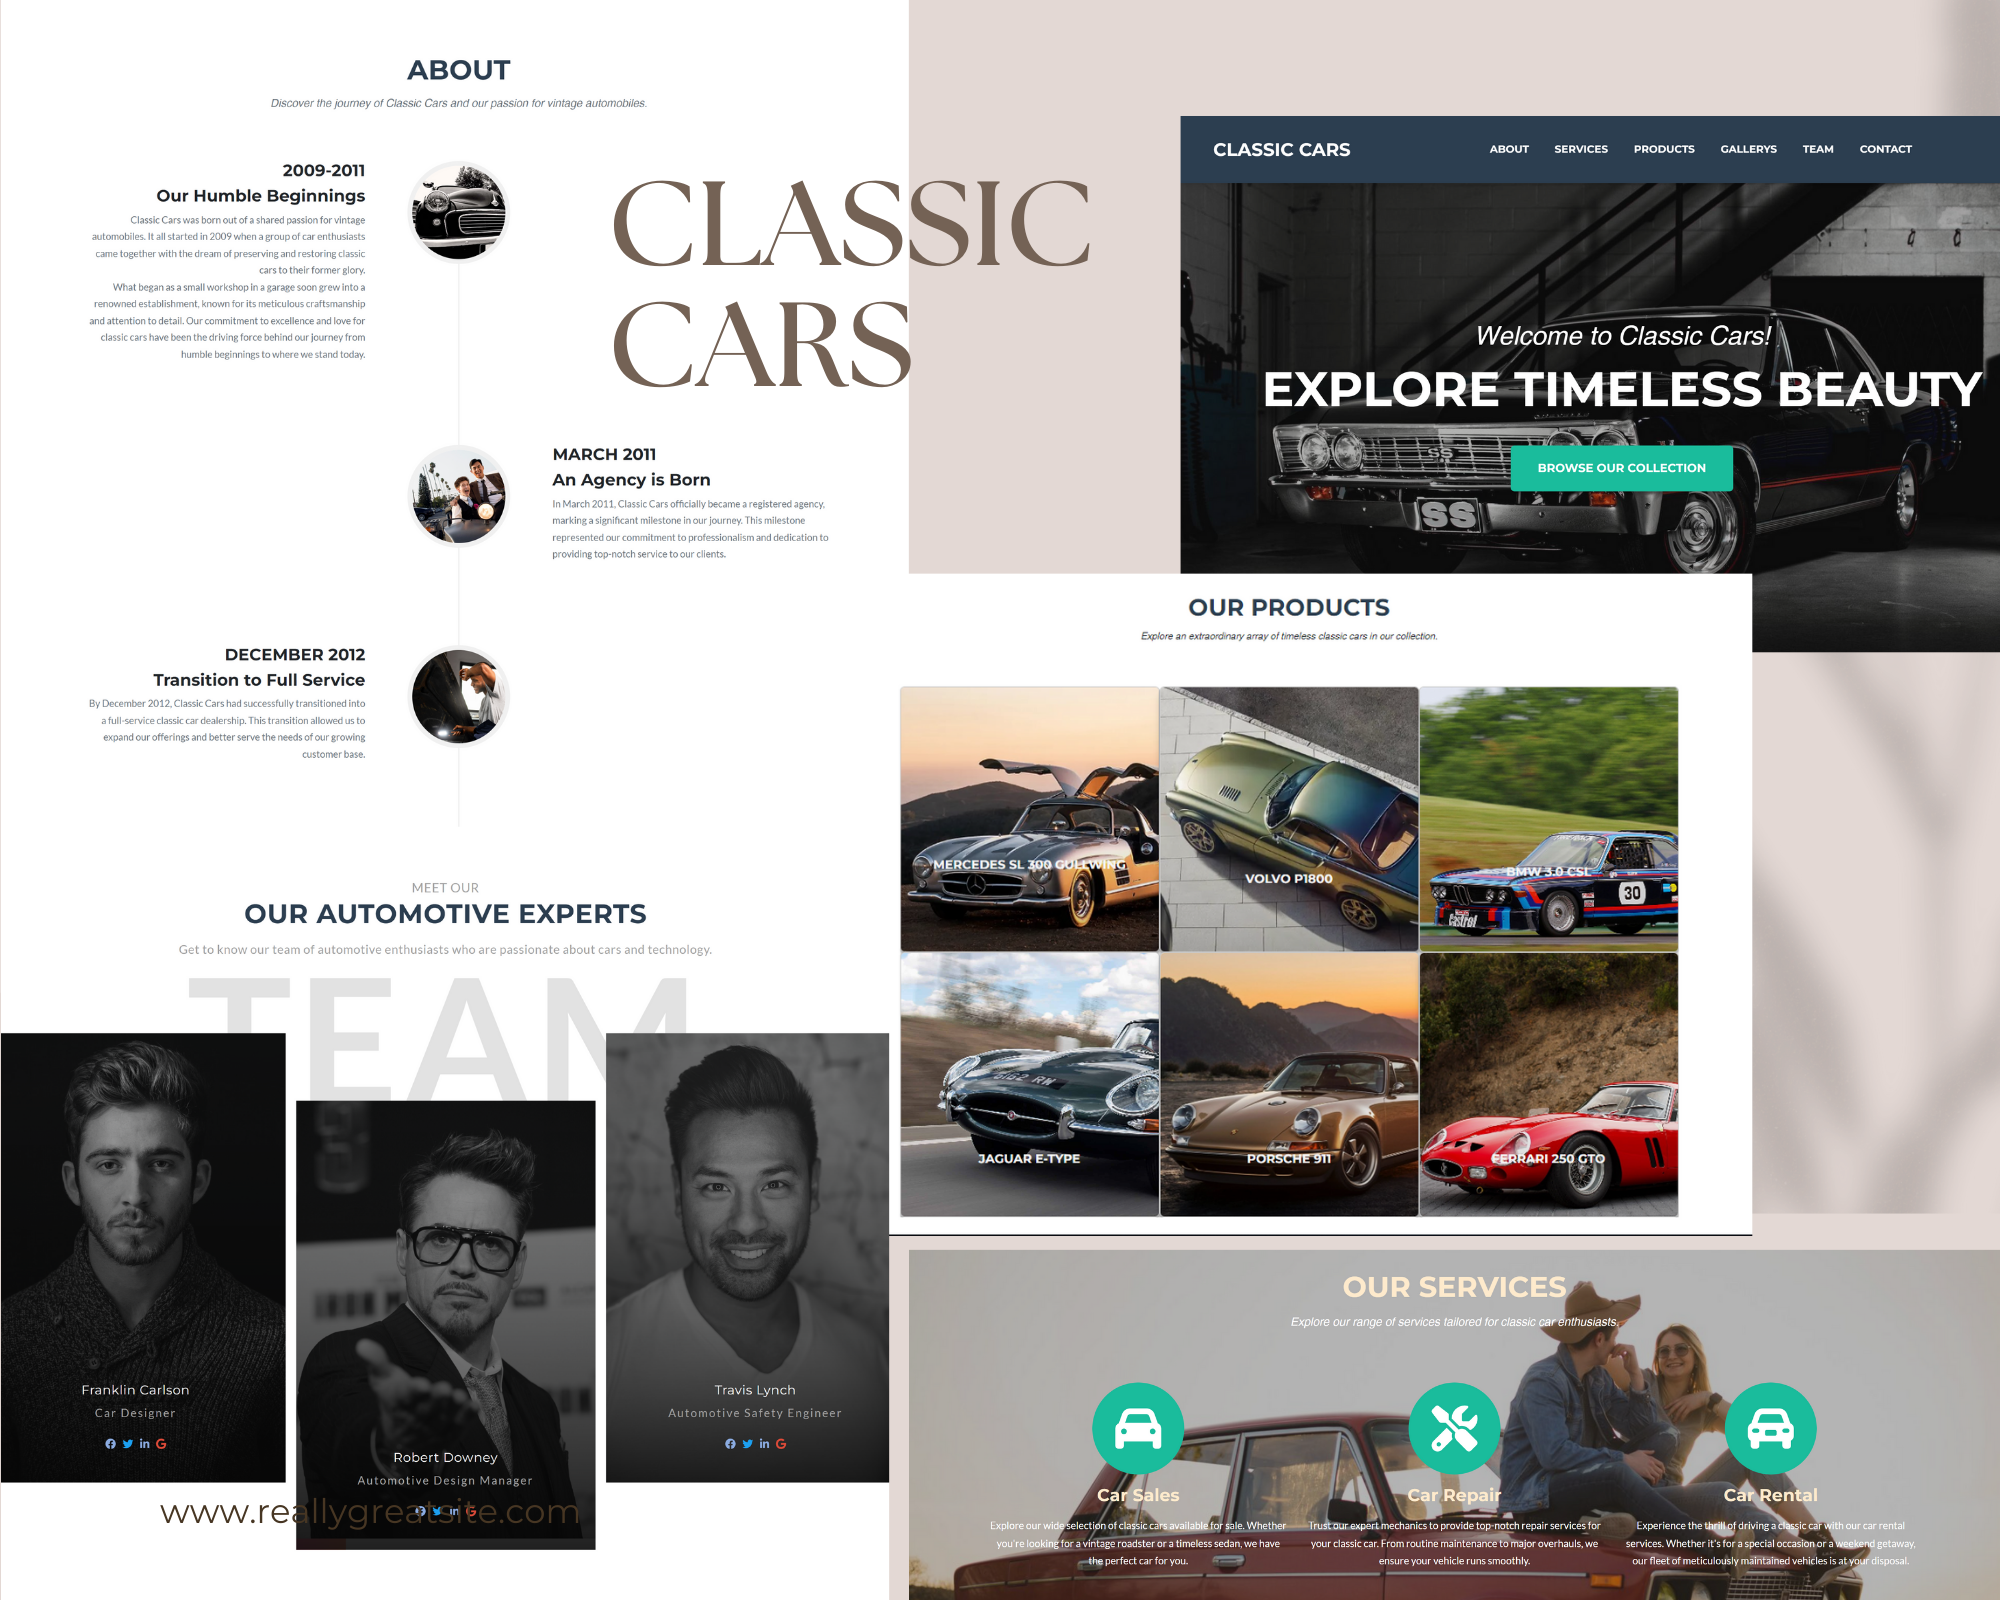 ABOUT
Discover the journey of Classic Cars and our passion for vintage automobiles.
2009-2011
Our Humble Beginnings
Classic Cars was born out of a shared passion for vintage
automobiles. It all started in 2009 when a group of car enthusiasts
came together with the dream of preserving and restoring classic
cars to their former glory.
What began as a small workshop in a garage soon grew into a
renowned establishment, known for its meticulous craftsmanship
and attention to detail. Our commitment to excellence and love for
classic cars have been the driving force behind our journey from
humble beginnings to where we stand today.
MARCH 2011
An Agency is Born
In March 2011, Classic Cars officially became a registered agency,
marking a significant milestone in our journey. This milestone
represented our commitment to professionalism and dedication to
providing top-notch service to our clients.
DECEMBER 2012
Transition to Full Service
By December 2012, Classic Cars had successfully transitioned into
a full-service classic car dealership. This transition allowed us to
expand our offerings and better serve the needs of our growing
customer base.
CLASSIC
CARS
CLASSIC CARS
ABOUT SERVICES PRODUCTS GALLERYS TEAM CONTACT
Welcome to Classic Cars!
EXPLORE TIMELESS BEAUTY
BROWSE OUR COLLECTION
SS
SS
OUR PRODUCTS
Explore an extraordinary array of timeless classic cars in our collection.
MERCEDES SL 300 GULLWING
VOLVO P1800
BMW 3.0 CSL
30
Castrol
JAGUAR E-TYPE
PORSCHE 911
FERRARI 250 GTO
MEET OUR
OUR AUTOMOTIVE EXPERTS
Get to know our team of automotive enthusiasts who are passionate about cars and technology.
TEAM
Franklin Carlson
Car Designer
Robert Downey
Automotive Design Manager
Travis Lynch
Automotive Safety Engineer
www.reallygreatsite.com
OUR SERVICES
Explore our range of services tailored for classic car enthusiasts.
Car Sales
Explore our wide selection of classic cars available for sale. Whether
you're looking for a vintage roadster or a timeless sedan, we have
the perfect car for you.
Car Repair
Trust our expert mechanics to provide top-notch repair services for
your classic car. From routine maintenance to major overhauls, we
ensure your vehicle runs smoothly.
Car Rental
Experience the thrill of driving a classic car with our car rental
services. Whether it's for a special occasion or a weekend getaway,
our fleet of meticulously maintained vehicles is at your disposal.